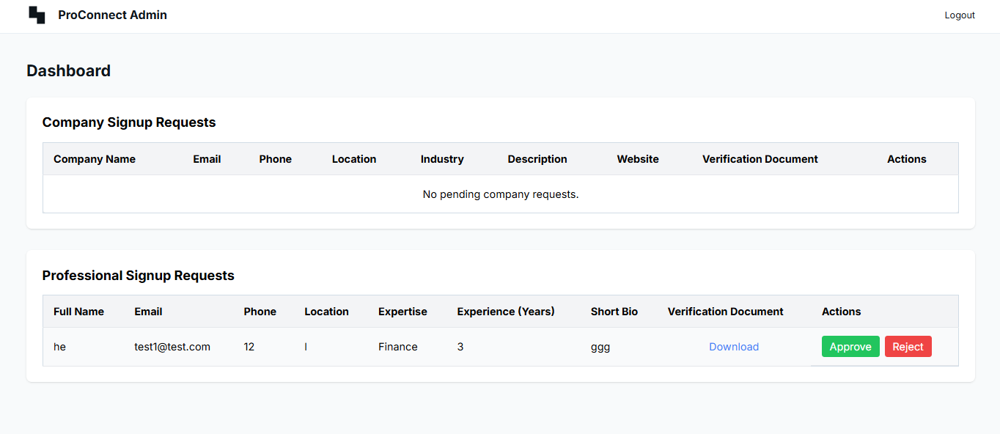 ProConnect Admin
Logout
Dashboard
Company Signup Requests
Company Name Email Phone Location Industry Description Website Verification Document Actions
No pending company requests.
Professional Signup Requests
Full Name Email Phone Location Expertise Experience (Years) Short Bio Verification Document Actions
he test1@test.com 12 l Finance 3 ggg Download Approve Reject